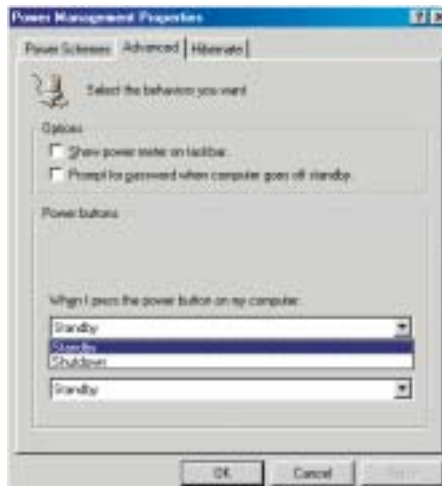 Power Management Properties
Power Schemes Advanced Hibernate
Select the behaviors you want
Options
Show power meter on taskbar.
Prompt for password when computer goes off standby.
Power buttons
When I press the power button on my computer:
Standby
Standby
Shutdown
Standby
OK Cancel